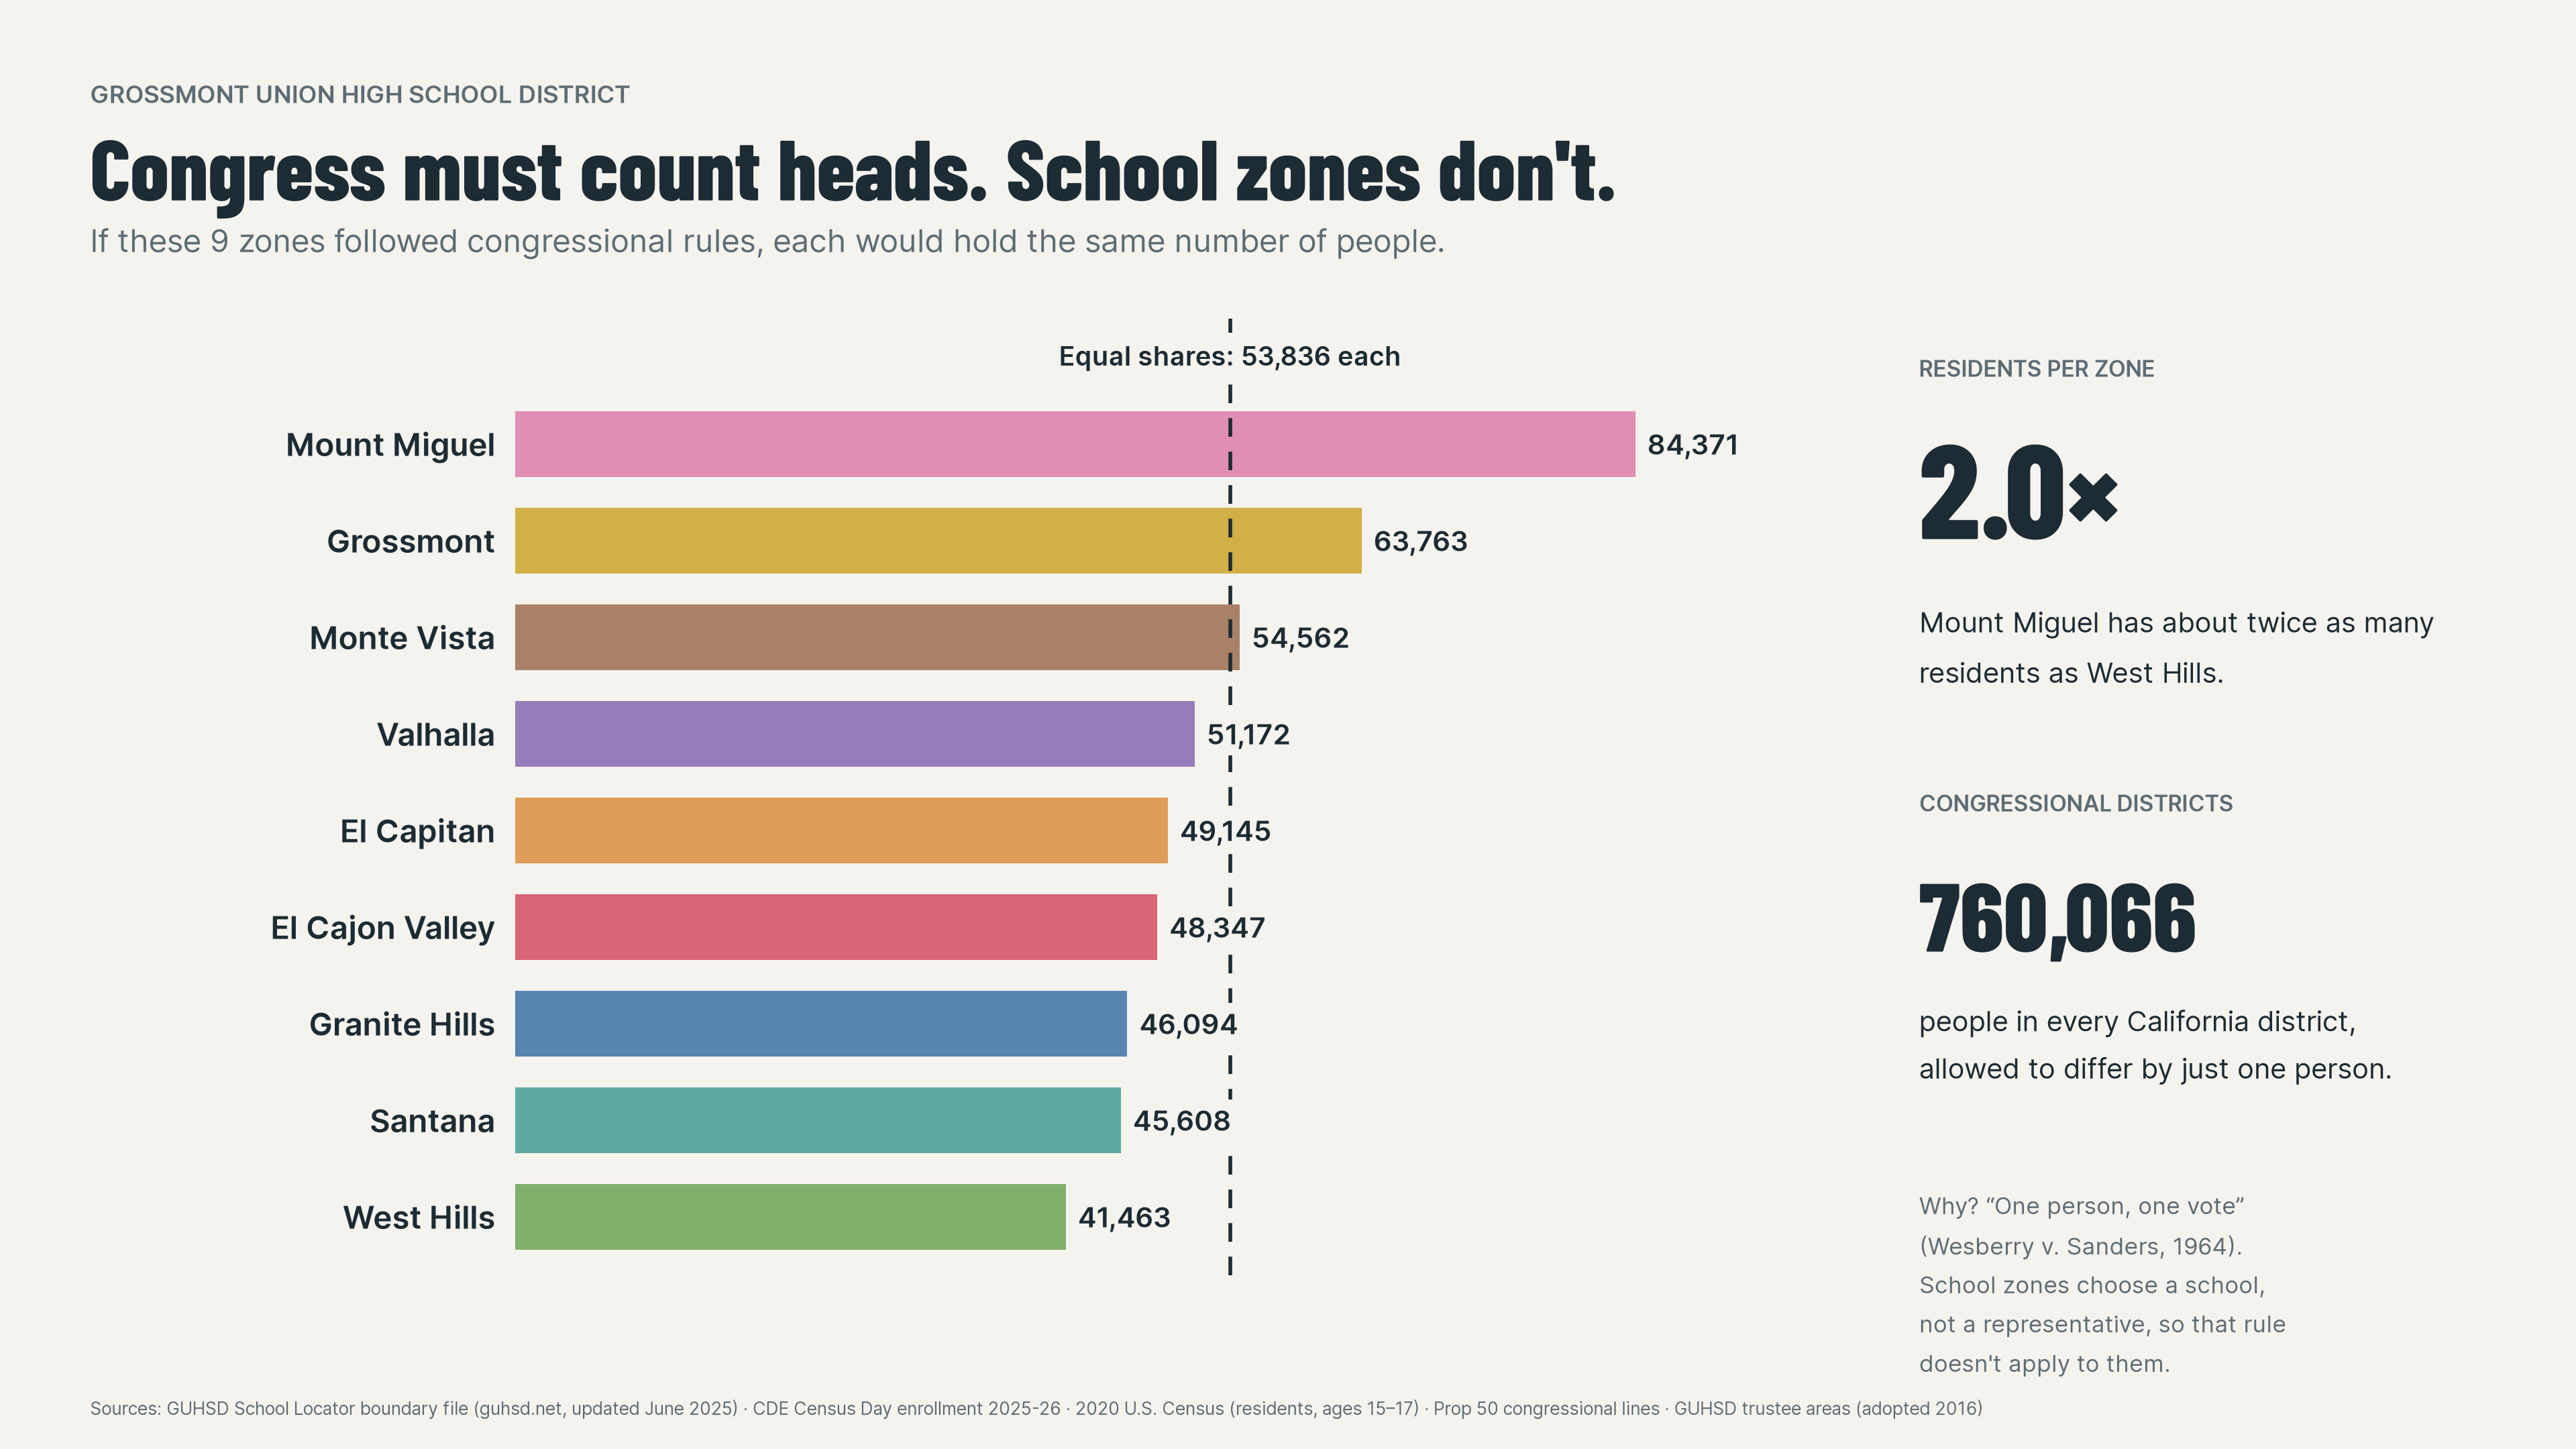 GROSSMONT UNION HIGH SCHOOL DISTRICT
Congress must count heads. School zones don't.
If these 9 zones followed congressional rules, each would hold the same number of people.
Equal shares: 53,836 each
Mount Miguel 84,371
Grossmont 63,763
Monte Vista 54,562
Valhalla 51,172
El Capitan 49,145
El Cajon Valley 48,347
Granite Hills 46,094
Santana 45,608
West Hills 41,463
RESIDENTS PER ZONE
2.0×
Mount Miguel has about twice as many
residents as West Hills.
CONGRESSIONAL DISTRICTS
760,066
people in every California district,
allowed to differ by just one person.
Why? “One person, one vote”
(Wesberry v. Sanders, 1964).
School zones choose a school,
not a representative, so that rule
doesn't apply to them.
Sources: GUHSD School Locator boundary file (guhsd.net, updated June 2025) · CDE Census Day enrollment 2025-26 · 2020 U.S. Census (residents, ages 15–17) · Prop 50 congressional lines · GUHSD trustee areas (adopted 2016)